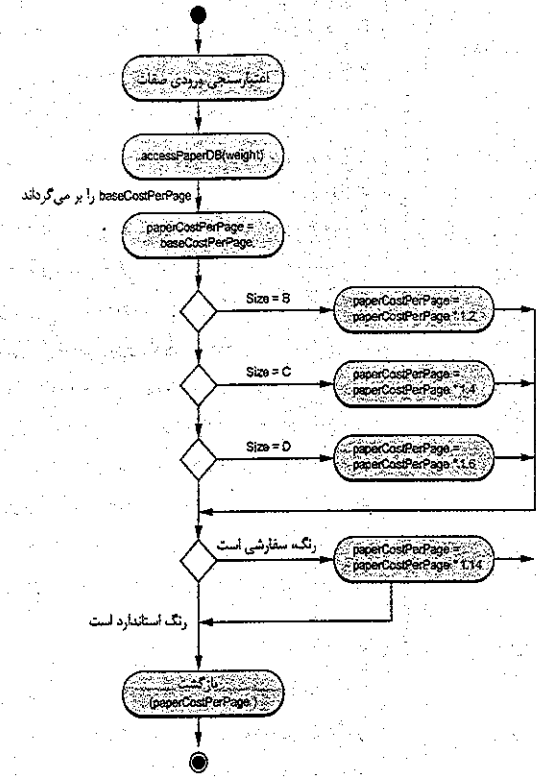 اعتبارسنجی ورودی صفات
accessPaperDB(weight)
baseCostPerPage را بر می‌گرداند
paperCostPerPage =
baseCostPerPage
Size = B
paperCostPerPage =
paperCostPerPage * 1.2
Size = C
paperCostPerPage =
paperCostPerPage * 1.4
Size = D
paperCostPerPage =
paperCostPerPage * 1.6
رنگ، سفارشی است
paperCostPerPage =
paperCostPerPage * 1.14
رنگ استاندارد است
بازگشت
(paperCostPerPage)